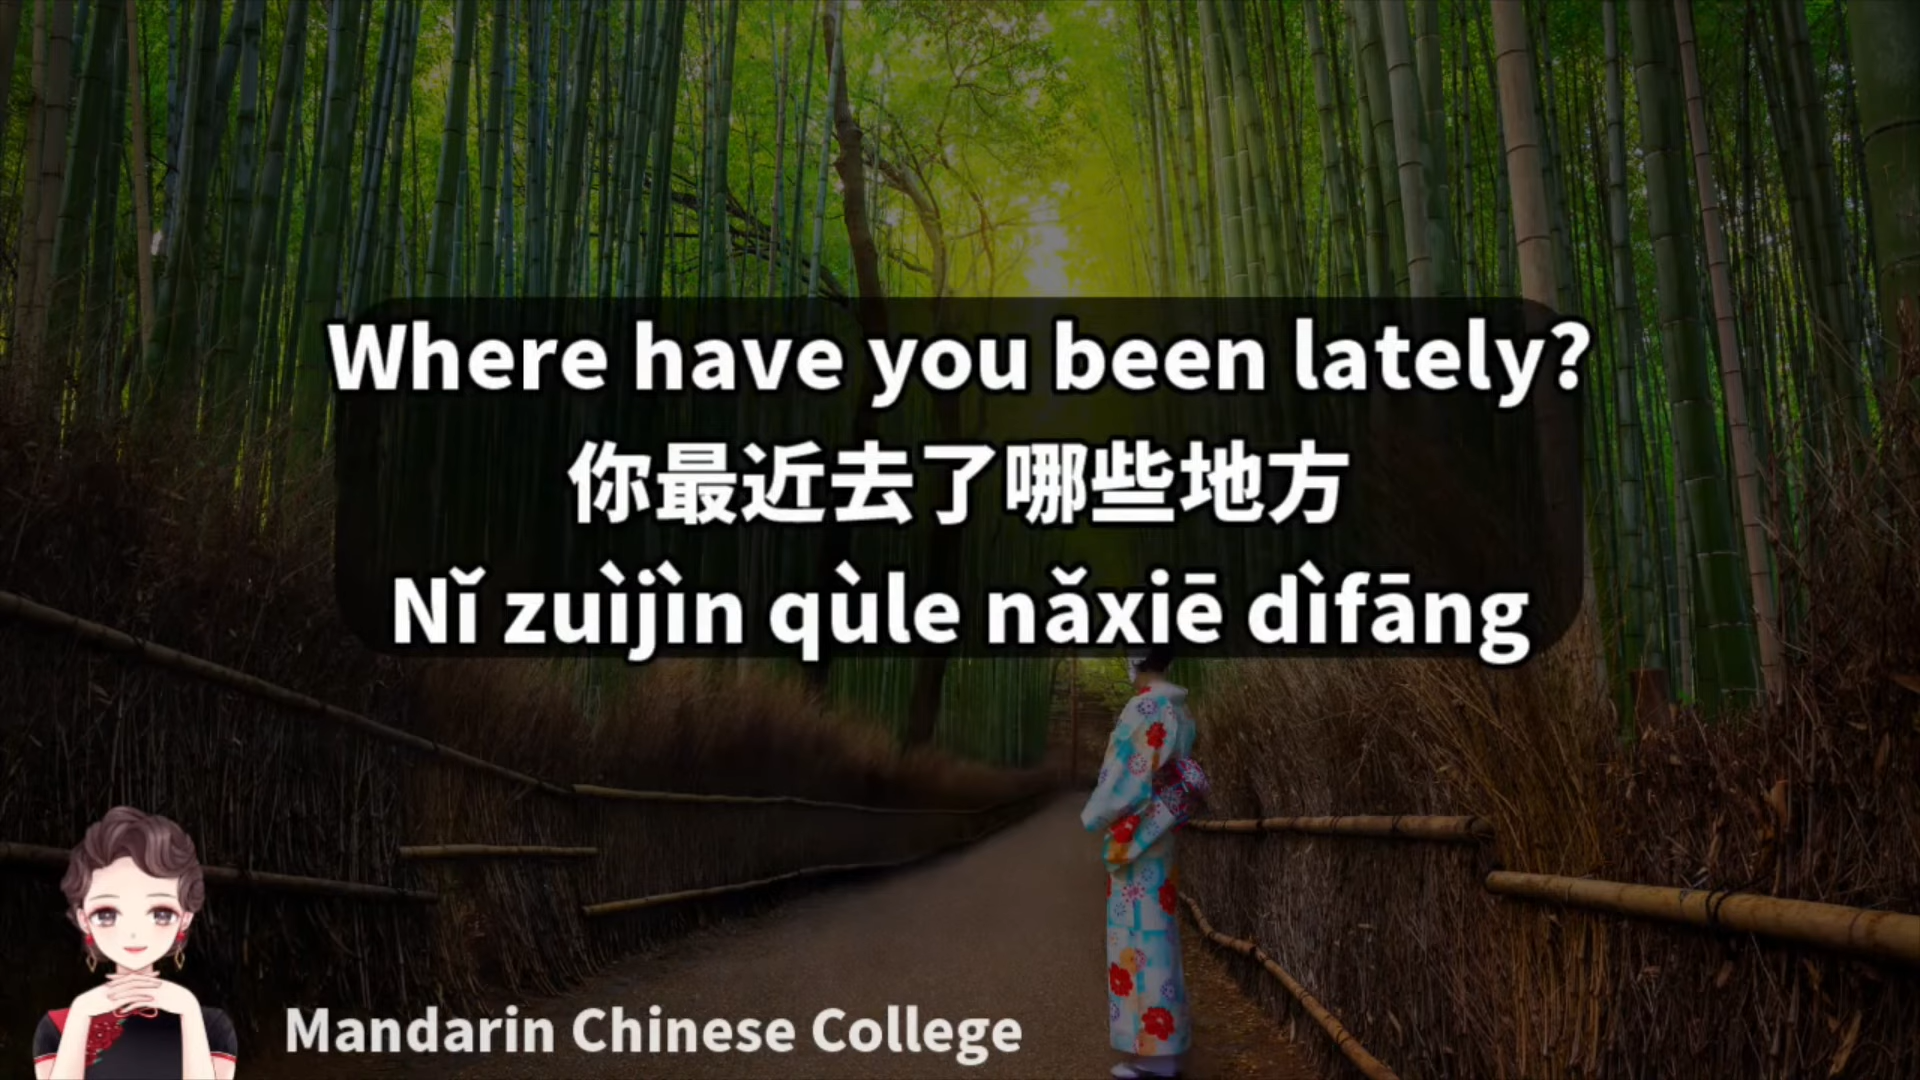 Where have you been lately?
你最近去了哪些地方
Nǐ zuìjìn qùle nǎxiē dìfāng
Mandarin Chinese College